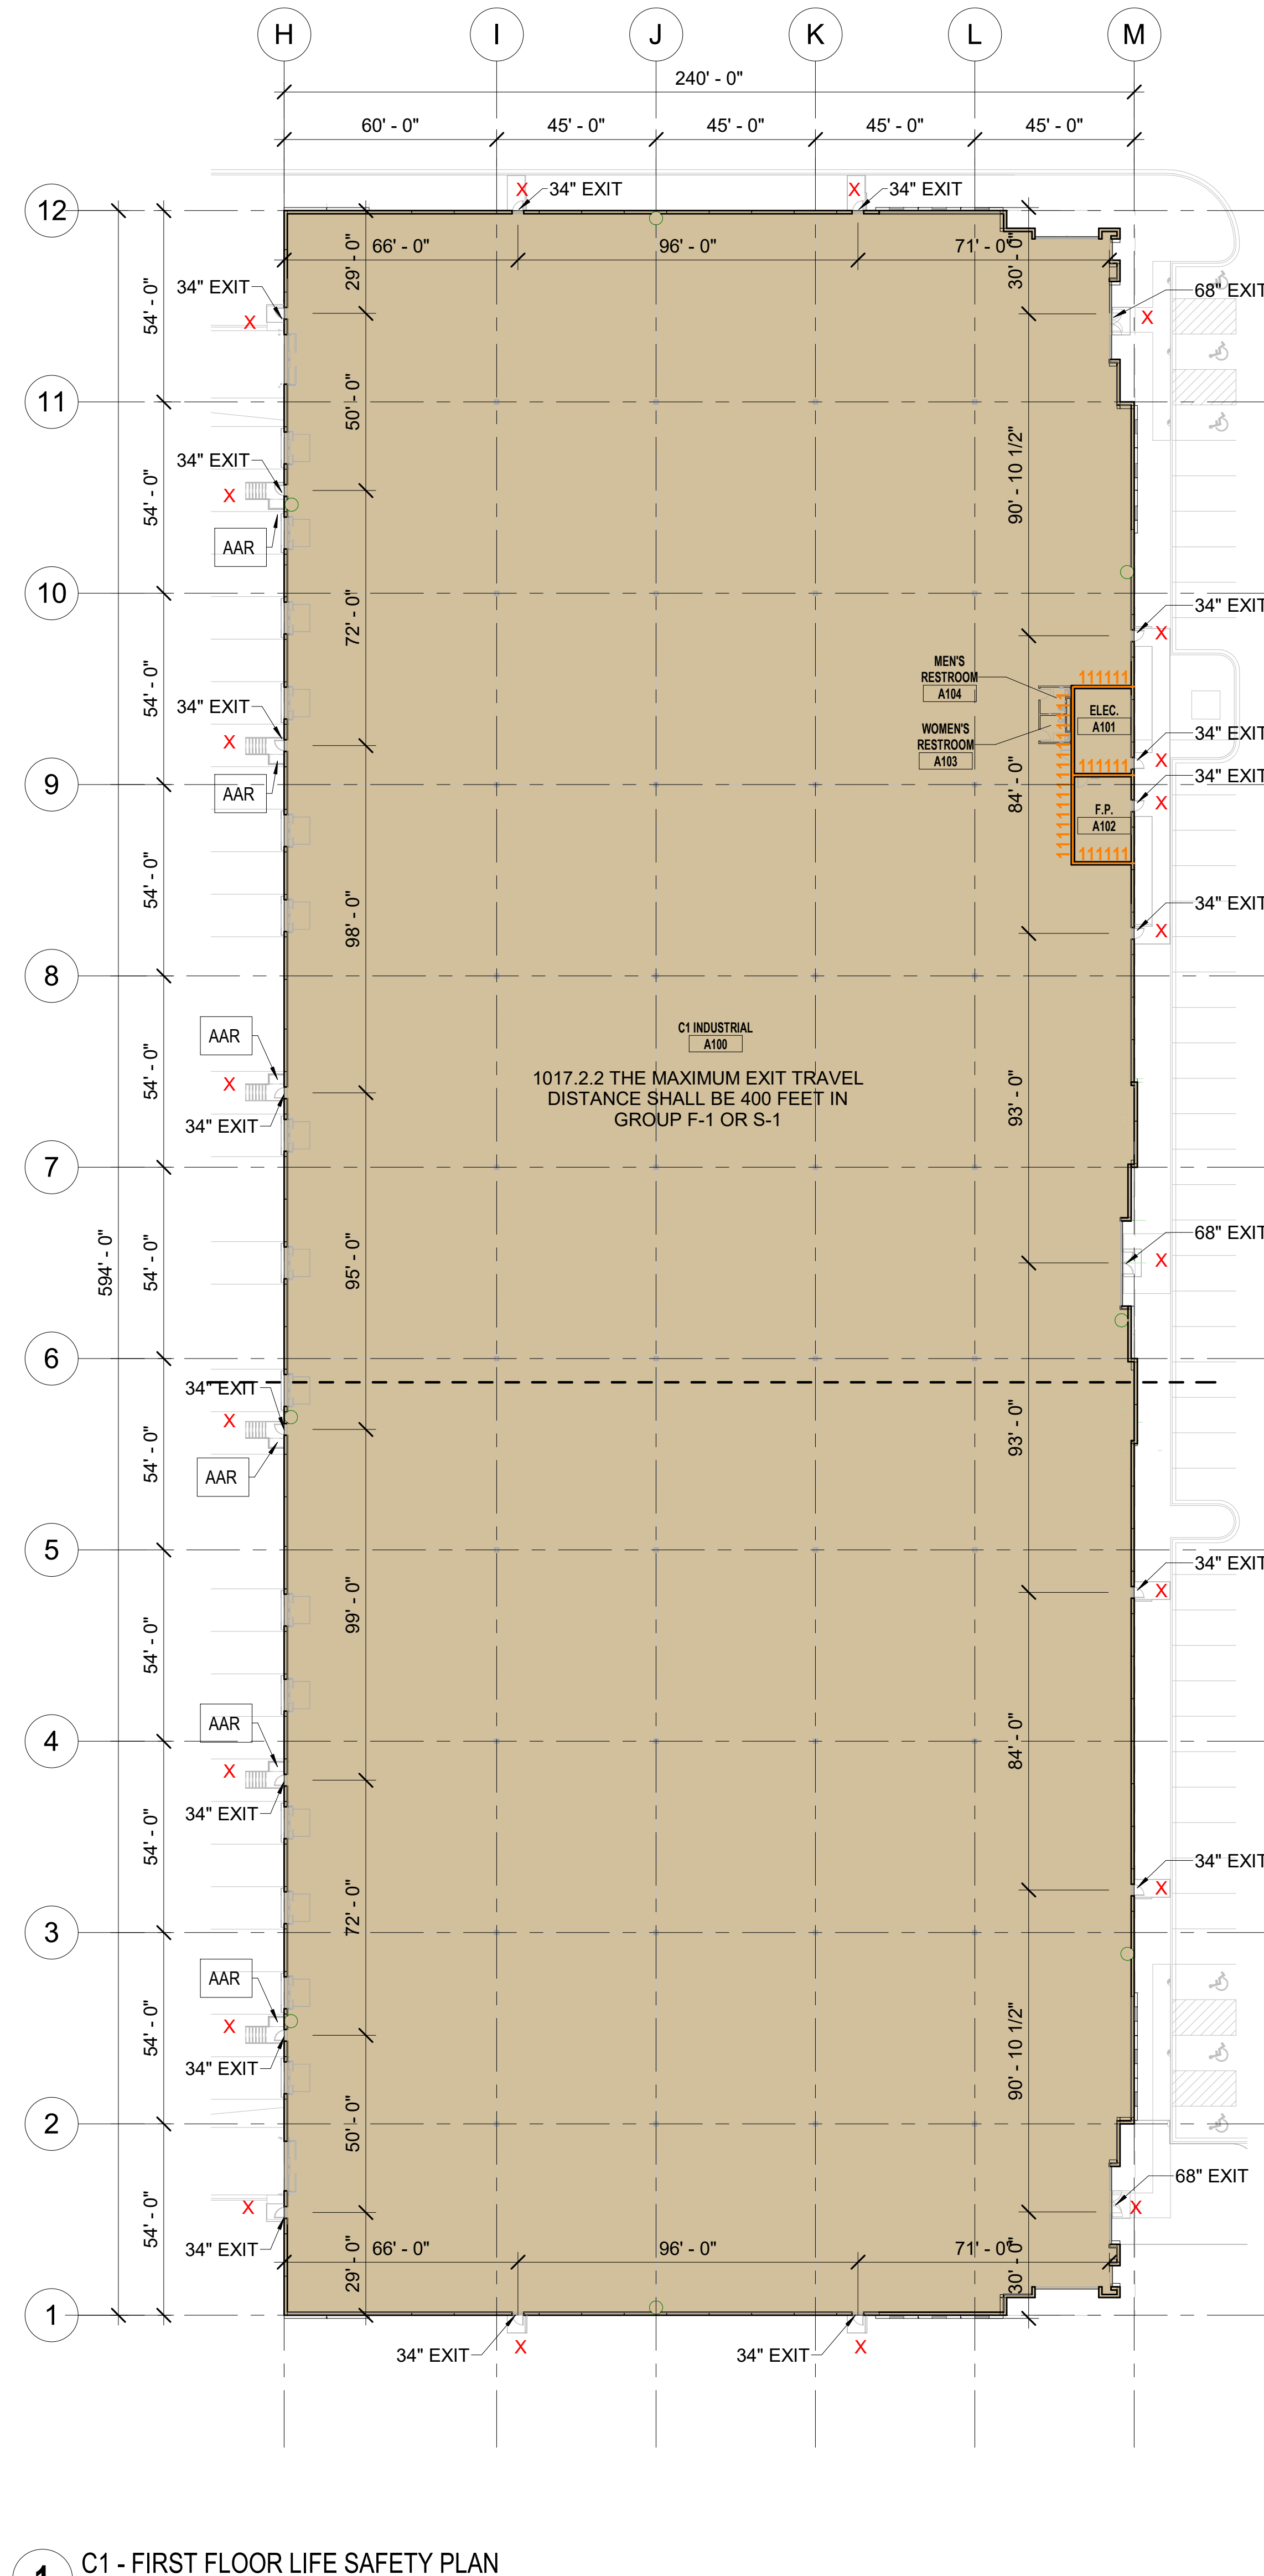 H I J K L M
240' - 0"
60' - 0" 45' - 0" 45' - 0" 45' - 0" 45' - 0"
X 34" EXIT X 34" EXIT
12
66' - 0" 96' - 0" 71' - 0"
29' - 0" 30' - 0"
34" EXIT 68" EXIT
X X
54' - 0"
11
50' - 0"
90' - 10 1/2"
34" EXIT
X
54' - 0"
AAR
10
34" EXIT
X
72' - 0"
MEN'S
RESTROOM
A104
111111
ELEC.
A101
54' - 0"
34" EXIT
X
WOMEN'S
RESTROOM
A103
34" EXIT
X
111111
34" EXIT
X
AAR
9
84' - 0"
F.P.
A102
111111
54' - 0"
98' - 0"
34" EXIT
X
8
C1 INDUSTRIAL
A100
AAR
1017.2.2 THE MAXIMUM EXIT TRAVEL
DISTANCE SHALL BE 400 FEET IN
GROUP F-1 OR S-1
54' - 0"
X
93' - 0"
34" EXIT
7
594' - 0"
54' - 0"
95' - 0"
68" EXIT
X
6
34" EXIT
X
54' - 0"
93' - 0"
AAR
5
34" EXIT
X
99' - 0"
54' - 0"
84' - 0"
AAR
4
X
34" EXIT
54' - 0"
34" EXIT
X
72' - 0"
3
AAR
54' - 0"
X
34" EXIT
90' - 10 1/2"
2
50' - 0"
68" EXIT
X X
54' - 0"
34" EXIT
66' - 0" 96' - 0" 71' - 0"
29' - 0" 30' - 0"
1
34" EXIT X 34" EXIT X
1 C1 - FIRST FLOOR LIFE SAFETY PLAN